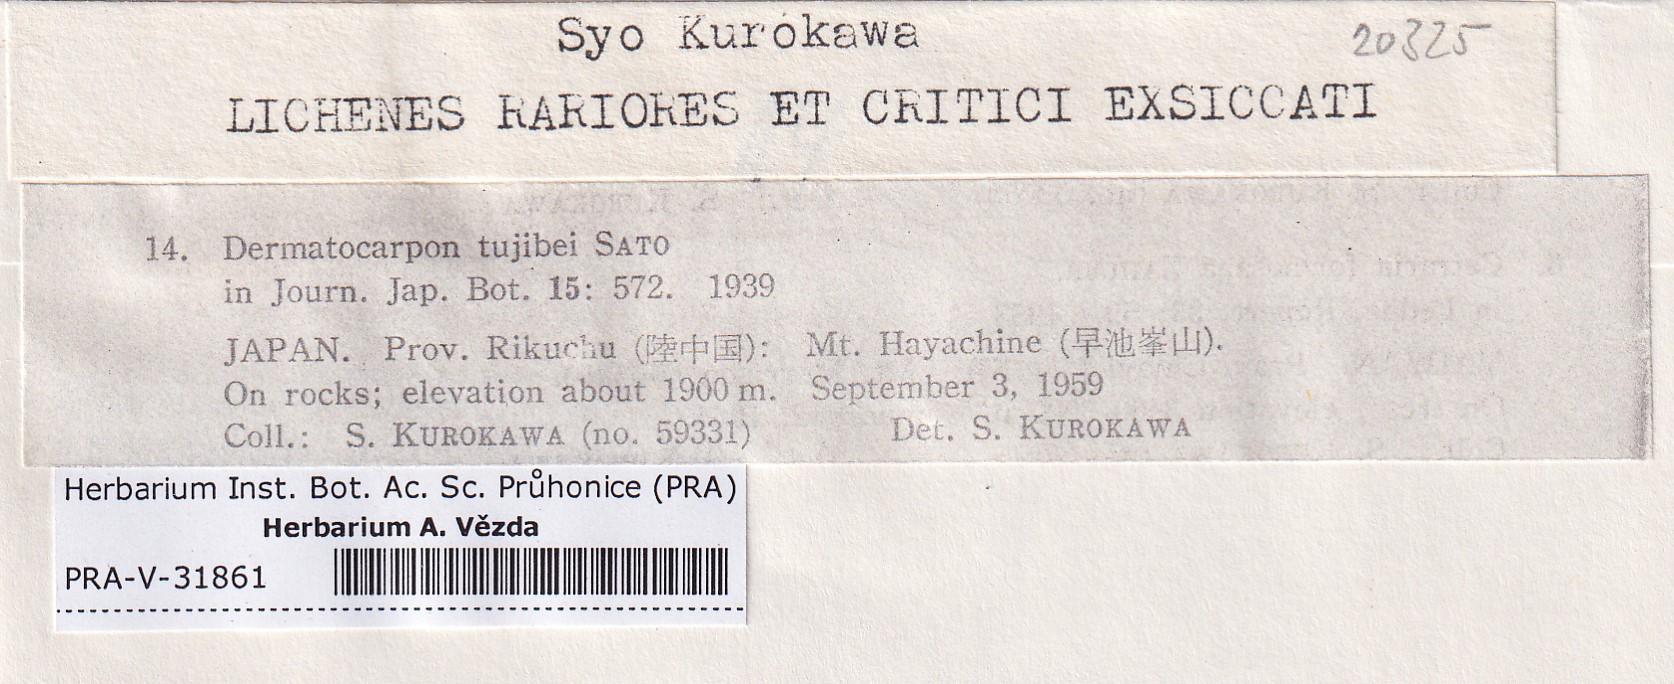 Syo Kurokawa
20325
LICHENES RARIORES ET CRITICI EXSICCATI
14. Dermatocarpon tujibei SATO
in Journ. Jap. Bot. 15: 572. 1939
JAPAN. Prov. Rikuchu (陸中国): Mt. Hayachine (早池峯山).
On rocks; elevation about 1900 m. September 3, 1959
Coll.: S. KUROKAWA (no. 59331) Det. S. KUROKAWA
Herbarium Inst. Bot. Ac. Sc. Průhonice (PRA)
Herbarium A. Vězda
PRA-V-31861